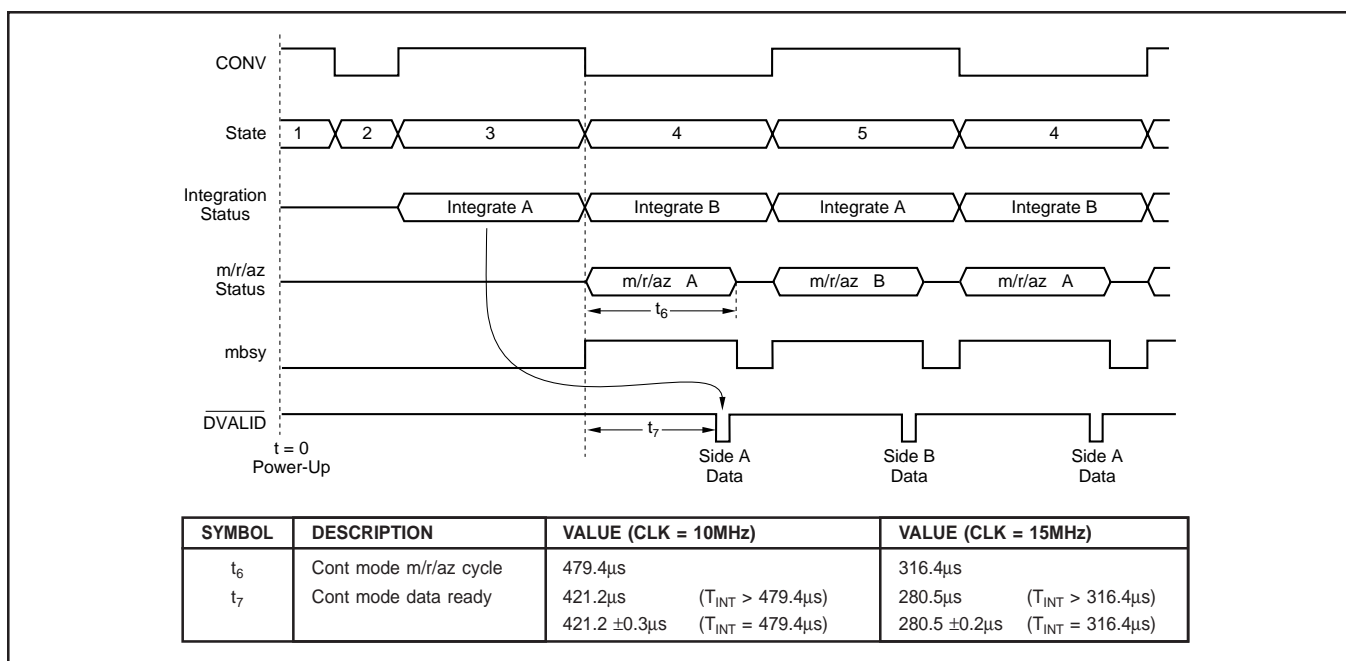 CONV
State
1 2 3 4 5 4
Integration
Status
Integrate A Integrate B Integrate A Integrate B
m/r/az
Status
m/r/az A m/r/az B m/r/az A
t6
mbsy
DVALID
t7
t = 0
Power-Up
Side A
Data
Side B
Data
Side A
Data
SYMBOL DESCRIPTION VALUE (CLK = 10MHz) VALUE (CLK = 15MHz)
t6 Cont mode m/r/az cycle 479.4µs 316.4µs
t7 Cont mode data ready 421.2µs (TINT > 479.4µs) 280.5µs (TINT > 316.4µs)
421.2 ±0.3µs (TINT = 479.4µs) 280.5 ±0.2µs (TINT = 316.4µs)